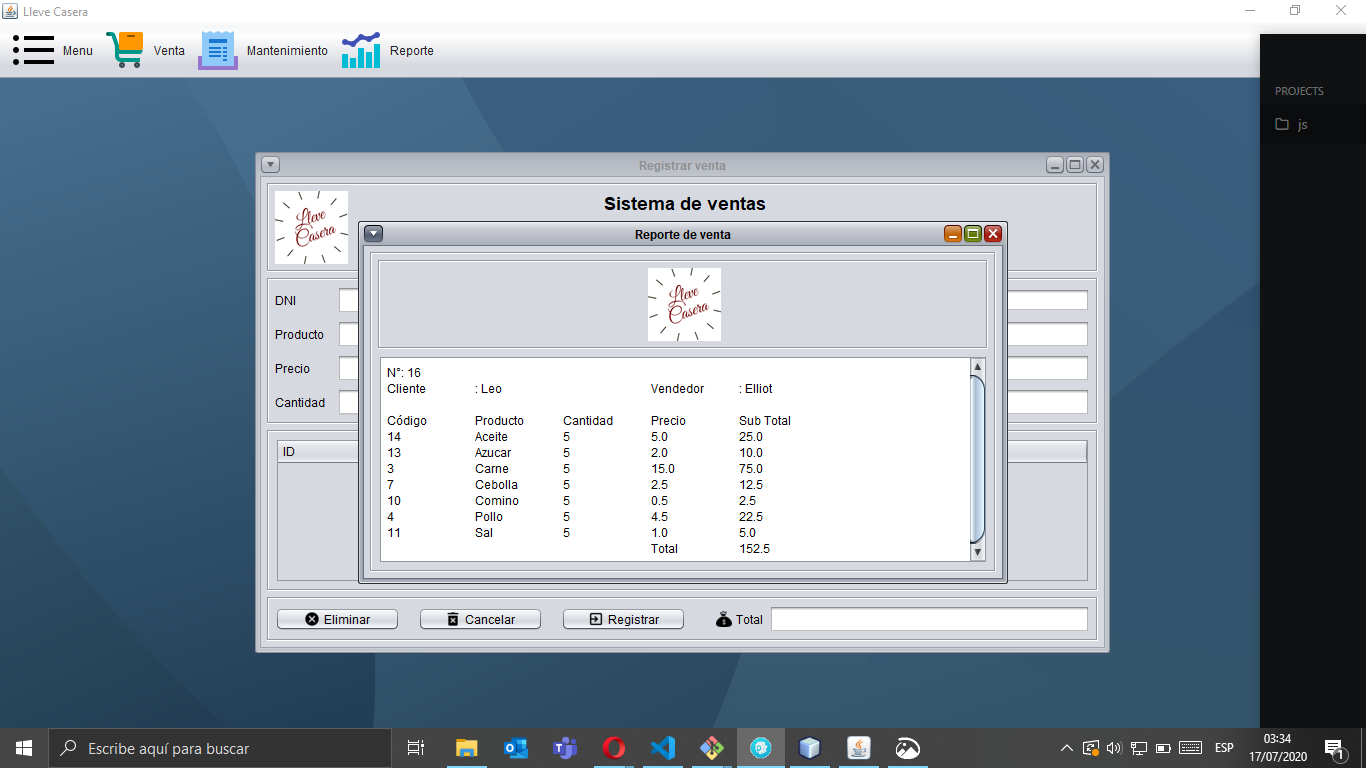 Lleve Casera
Menu Venta Mantenimiento Reporte
PROJECTS
js
Registrar venta
Lleve
Casera
Sistema de ventas
Reporte de venta
Lleve
Casera
DNI
Producto
Precio
Cantidad
ID
N°: 16
Cliente : Leo Vendedor : Elliot
Código Producto Cantidad Precio Sub Total
14 Aceite 5 5.0 25.0
13 Azucar 5 2.0 10.0
3 Carne 5 15.0 75.0
7 Cebolla 5 2.5 12.5
10 Comino 5 0.5 2.5
4 Pollo 5 4.5 22.5
11 Sal 5 1.0 5.0
Total 152.5
Eliminar Cancelar Registrar Total
Escribe aquí para buscar
ESP
03:34
17/07/2020
1